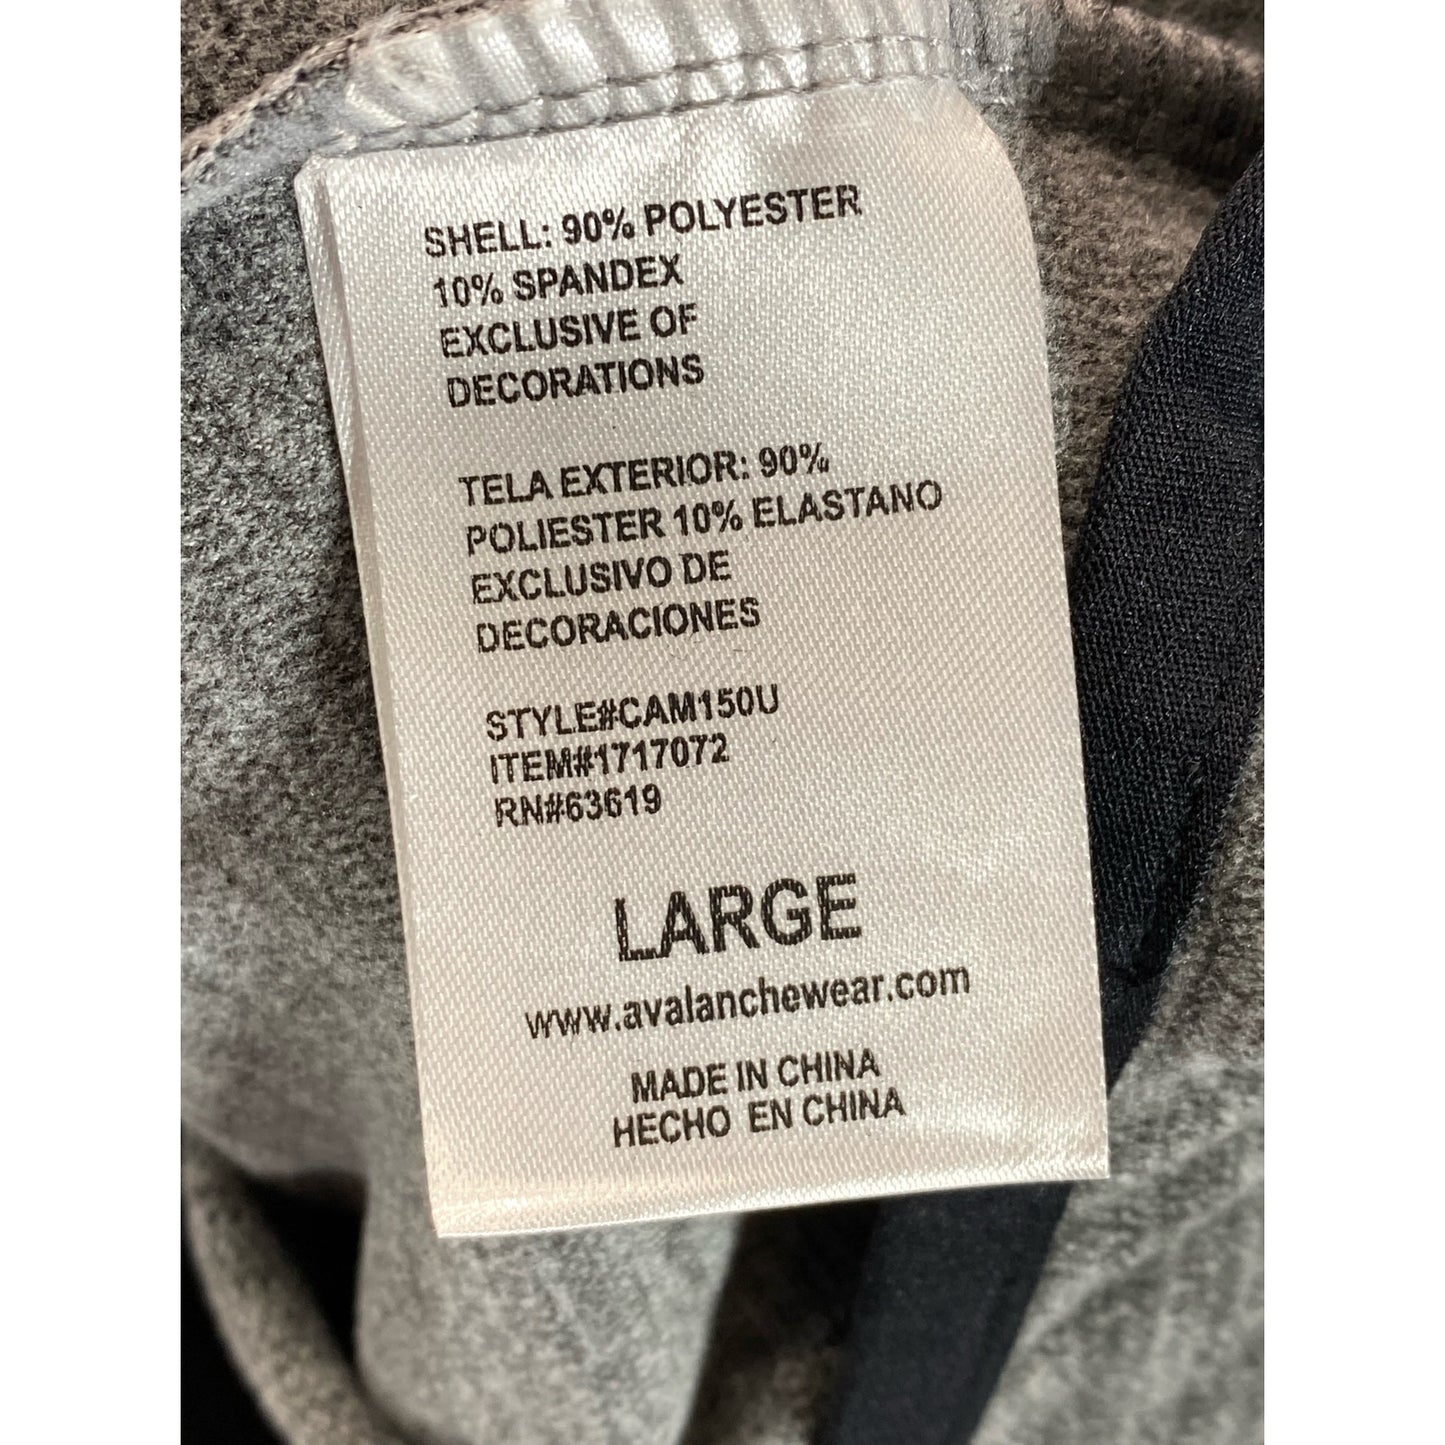 SHELL: 90% POLYESTER
10% SPANDEX
EXCLUSIVE OF
DECORATIONS
TELA EXTERIOR: 90%
POLIESTER 10% ELASTANO
EXCLUSIVO DE
DECORACIONES
STYLE#CAM150U
ITEM#1717072
RN#63619
LARGE
www.avalanchewear.com
MADE IN CHINA
HECHO EN CHINA